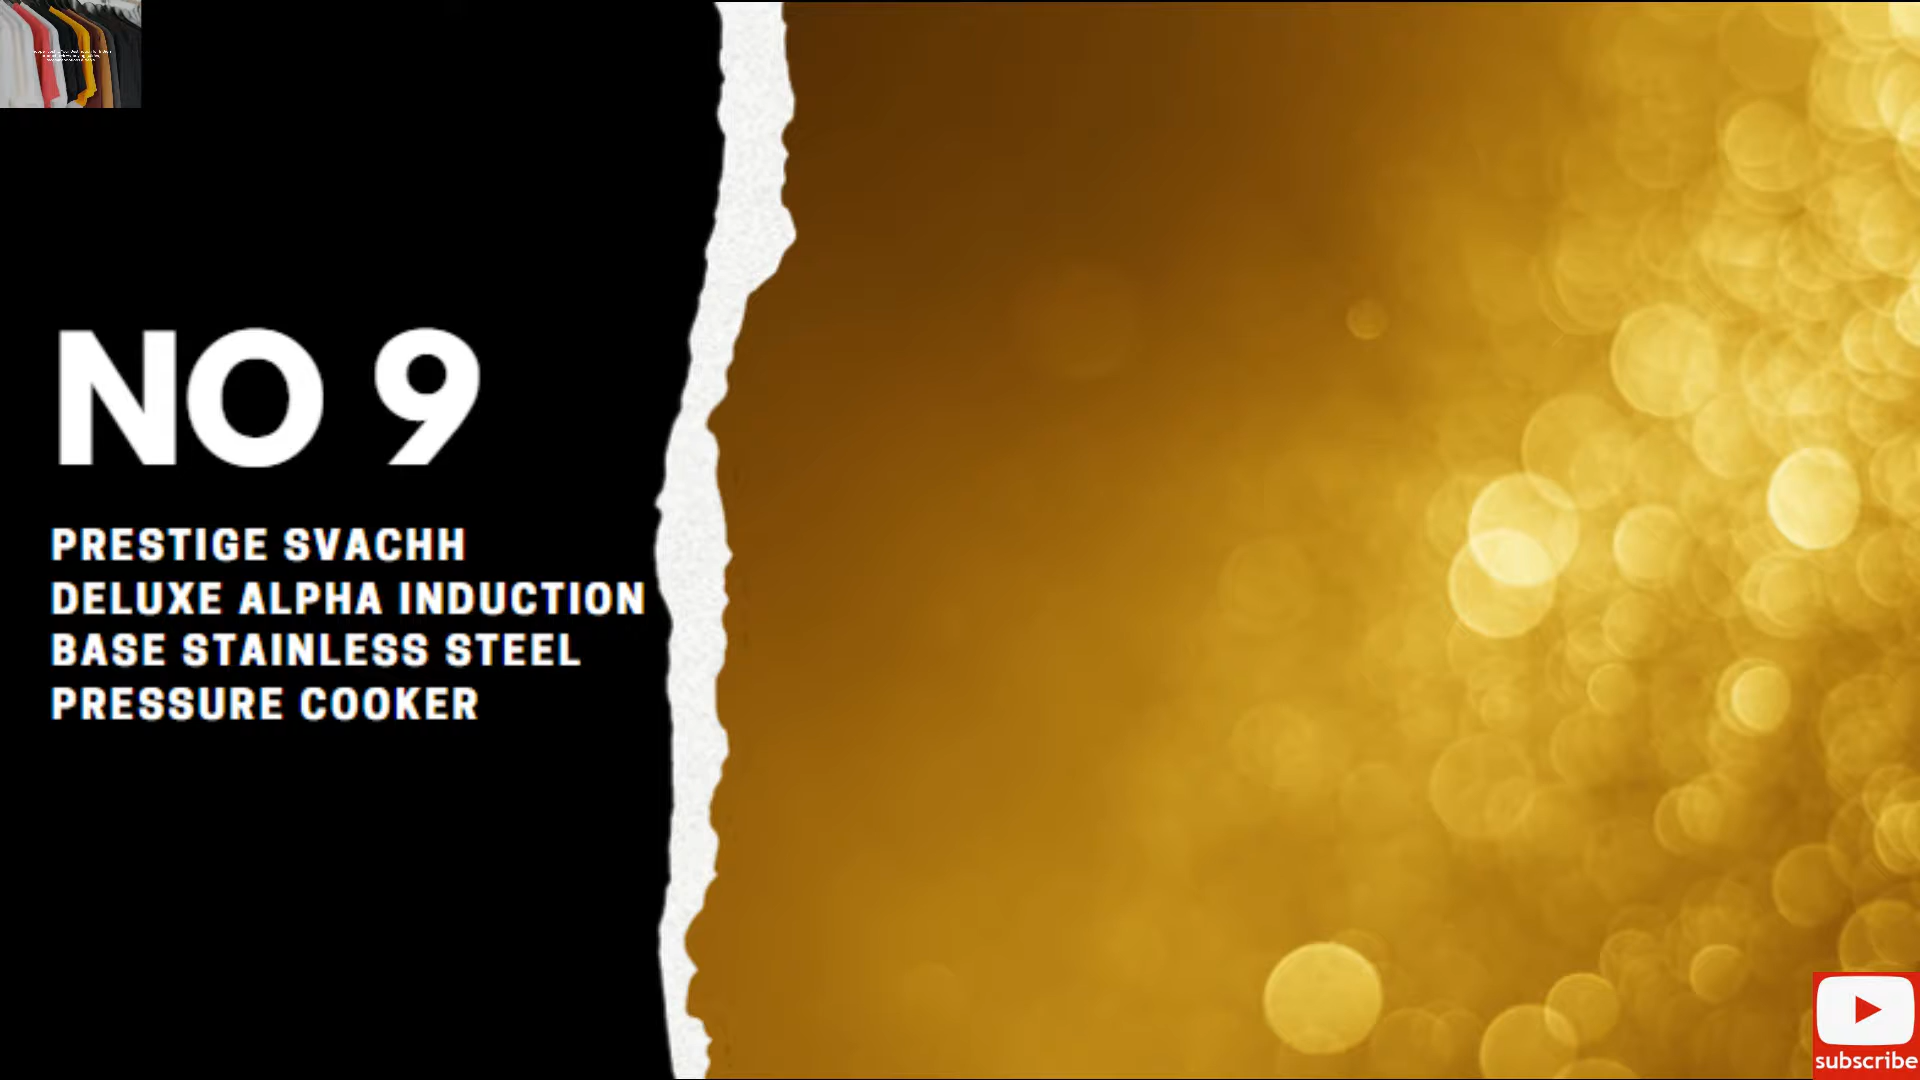 NO 9
PRESTIGE SVACHH
DELUXE ALPHA INDUCTION
BASE STAINLESS STEEL
PRESSURE COOKER
subscribe